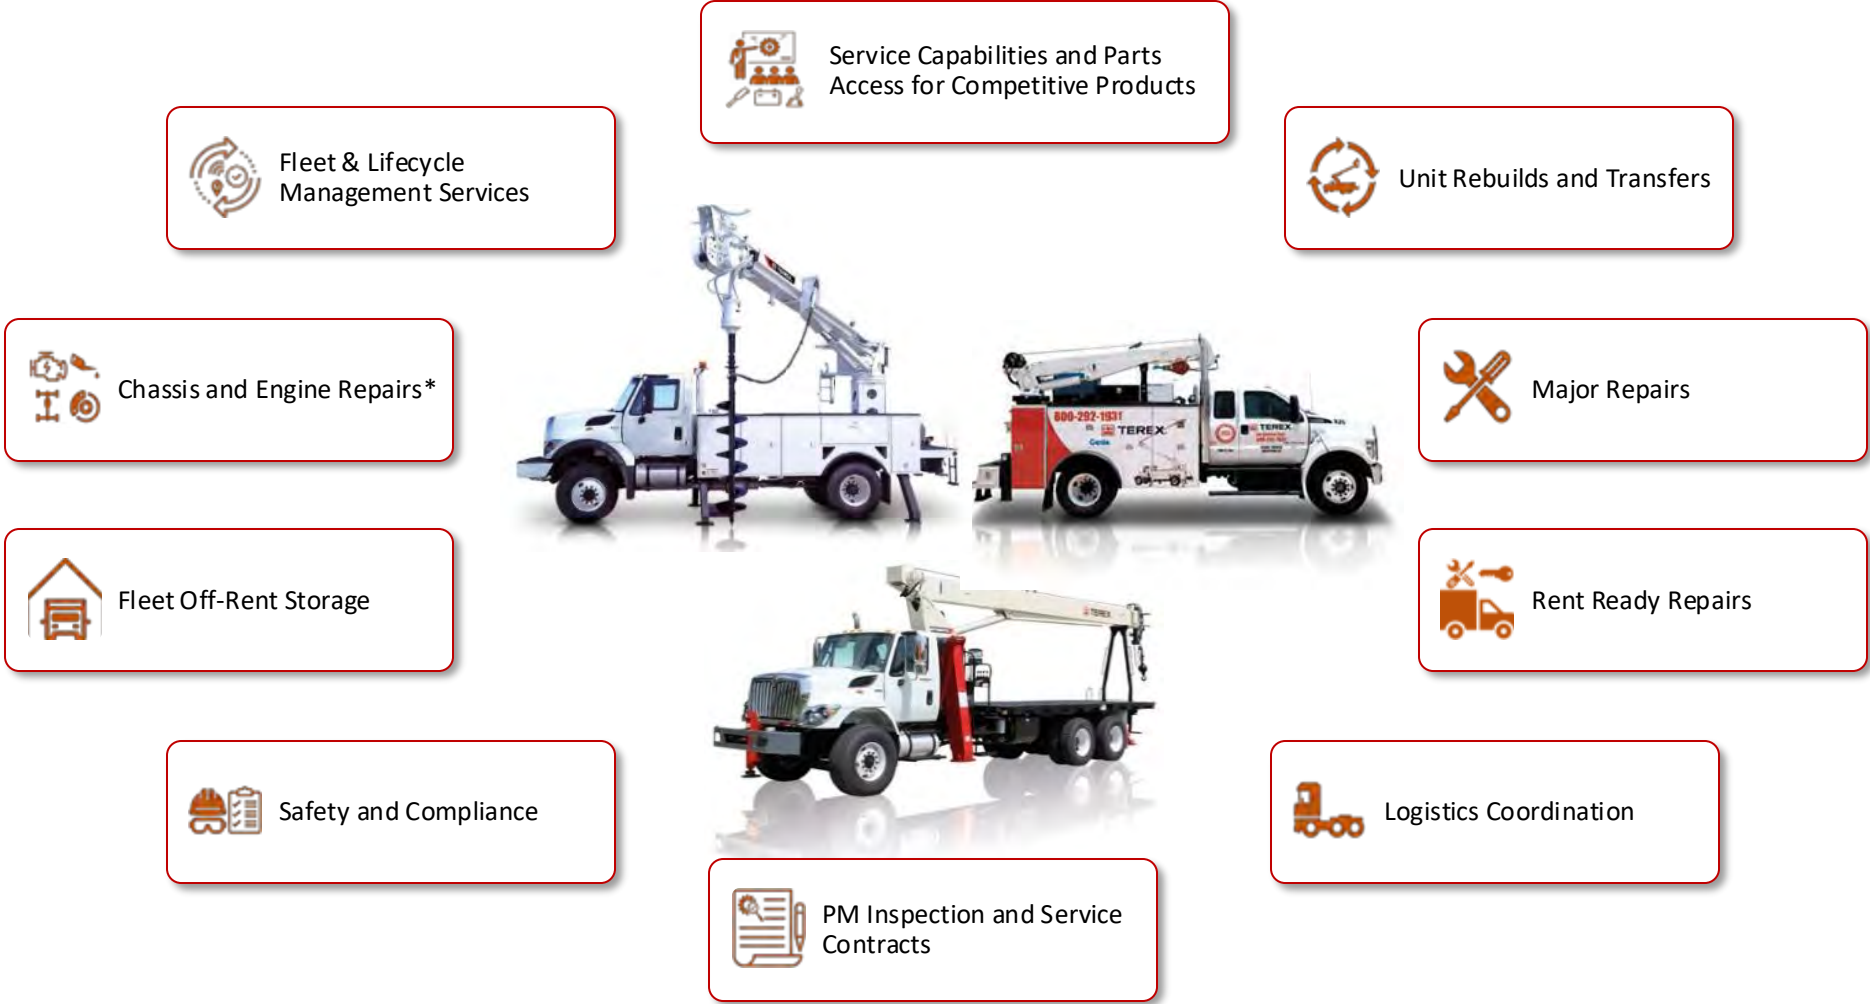 Service Capabilities and Parts
Access for Competitive Products
Fleet & Lifecycle
Management Services
Unit Rebuilds and Transfers
Chassis and Engine Repairs*
Major Repairs
TEREX
800-292-1931
TEREX
Genie
TEREX
Fleet Off-Rent Storage
Rent Ready Repairs
TEREX
Safety and Compliance
Logistics Coordination
PM Inspection and Service
Contracts